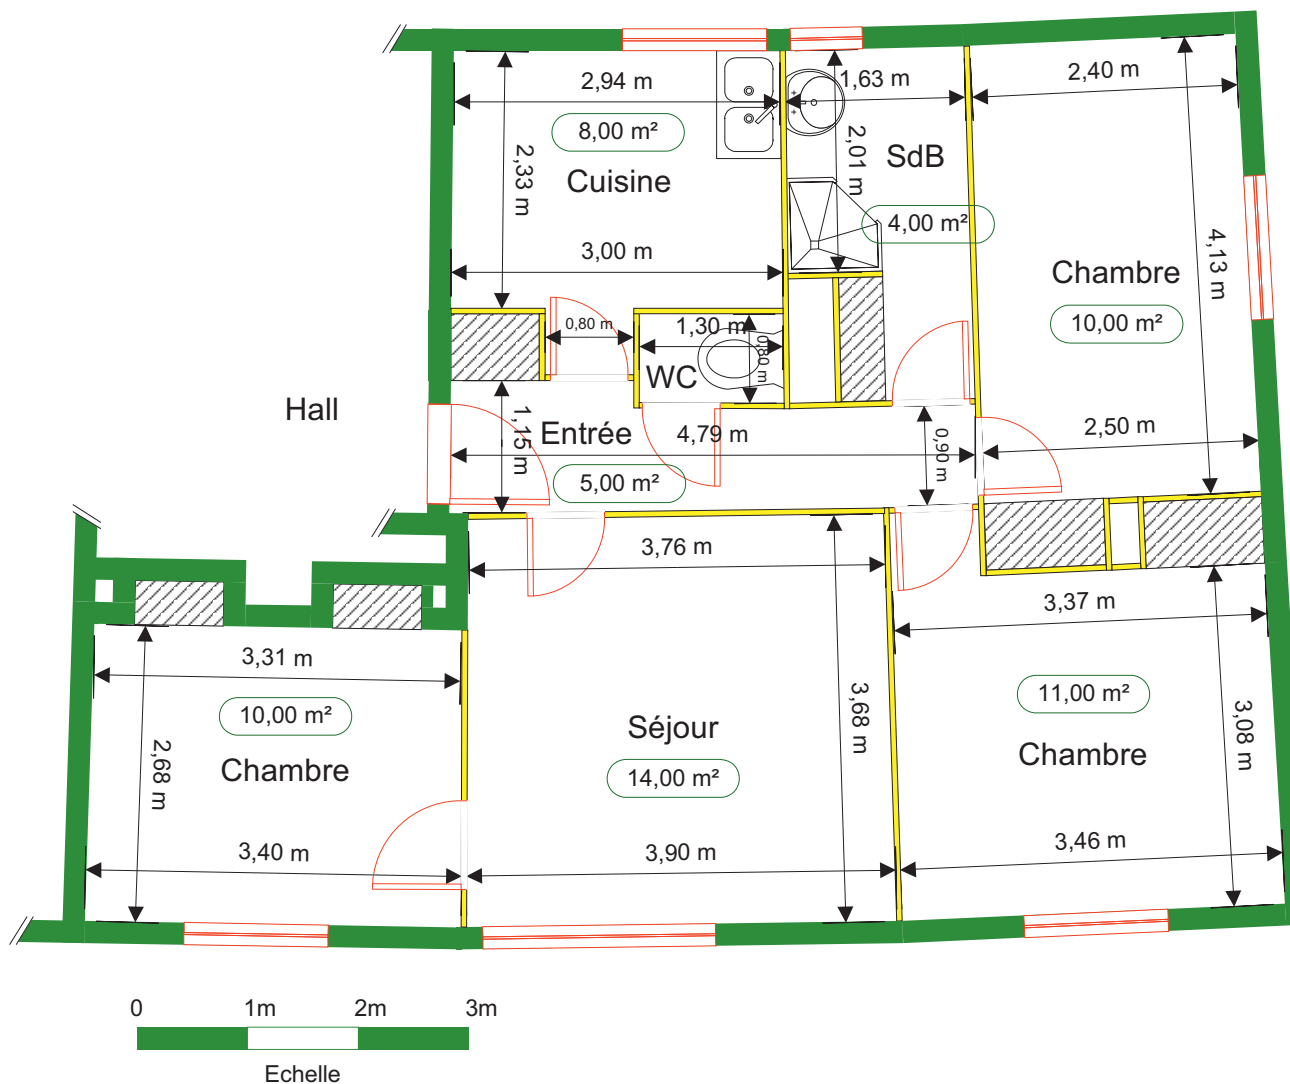 2,94 m
1,63 m
2,40 m
8,00 m²
2,33 m
2,01 m
SdB
Cuisine
4,00 m²
4,13 m
3,00 m
Chambre
10,00 m²
0,80 m
1,30 m
0,80 m
WC
Hall
1,15 m
Entrée
4,79 m
0,90 m
2,50 m
5,00 m²
3,76 m
3,37 m
3,31 m
10,00 m²
11,00 m²
3,68 m
3,08 m
2,68 m
Chambre
Séjour
Chambre
14,00 m²
3,40 m
3,90 m
3,46 m
0 1m 2m 3m
Echelle